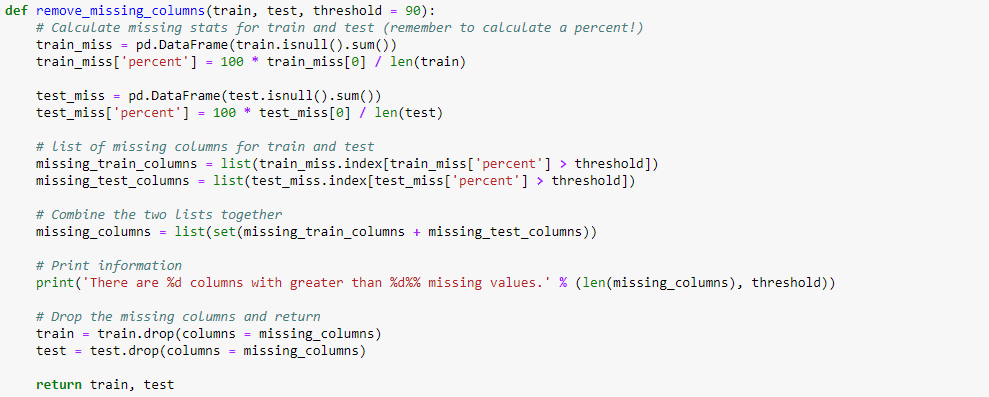 def remove_missing_columns(train, test, threshold = 90):
    # Calculate missing stats for train and test (remember to calculate a percent!)
    train_miss = pd.DataFrame(train.isnull().sum())
    train_miss['percent'] = 100 * train_miss[0] / len(train)

    test_miss = pd.DataFrame(test.isnull().sum())
    test_miss['percent'] = 100 * test_miss[0] / len(test)

    # list of missing columns for train and test
    missing_train_columns = list(train_miss.index[train_miss['percent'] > threshold])
    missing_test_columns = list(test_miss.index[test_miss['percent'] > threshold])

    # Combine the two lists together
    missing_columns = list(set(missing_train_columns + missing_test_columns))

    # Print information
    print('There are %d columns with greater than %d%% missing values.' % (len(missing_columns), threshold))

    # Drop the missing columns and return
    train = train.drop(columns = missing_columns)
    test = test.drop(columns = missing_columns)

    return train, test